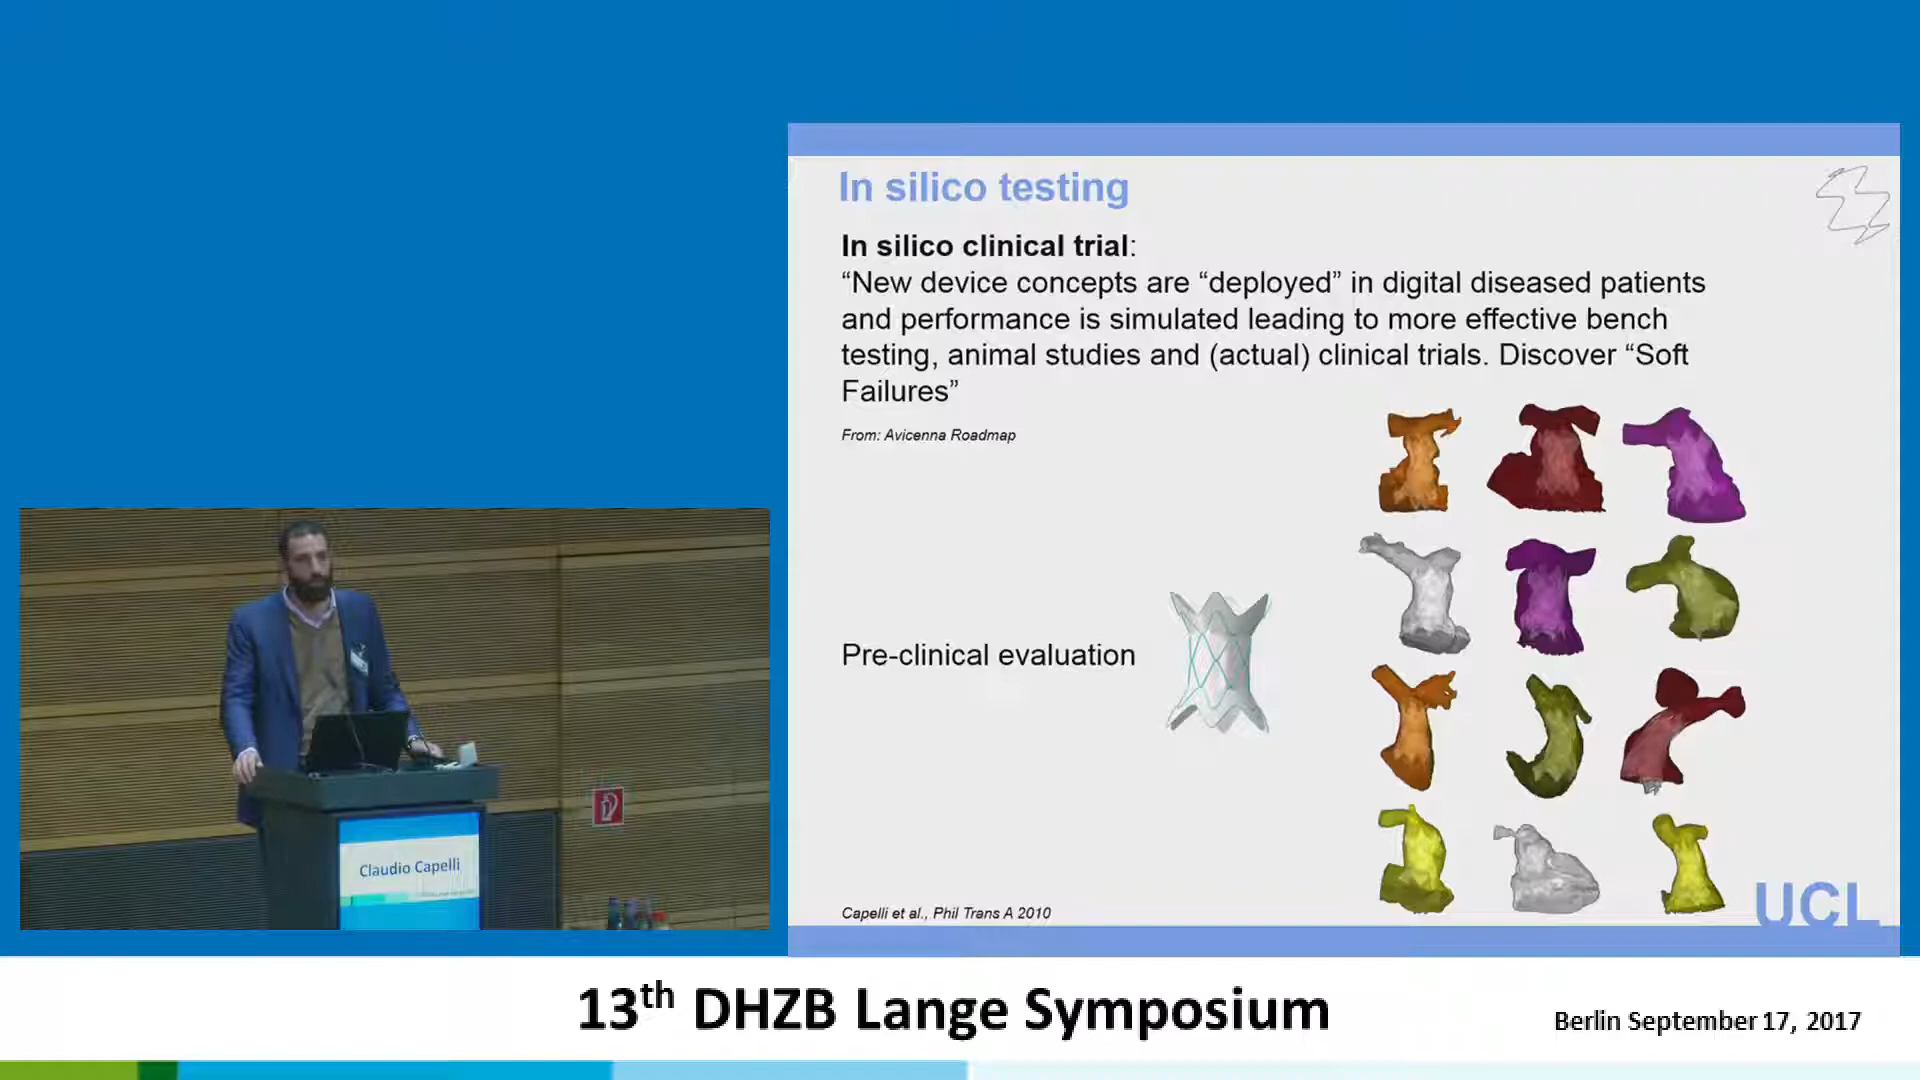 In silico testing
In silico clinical trial:
“New device concepts are “deployed” in digital diseased patients
and performance is simulated leading to more effective bench
testing, animal studies and (actual) clinical trials. Discover “Soft
Failures”
From: Avicenna Roadmap
Pre-clinical evaluation
Capelli et al., Phil Trans A 2010
UCL
Claudio Capelli
13th DHZB Lange Symposium
Berlin September 17, 2017